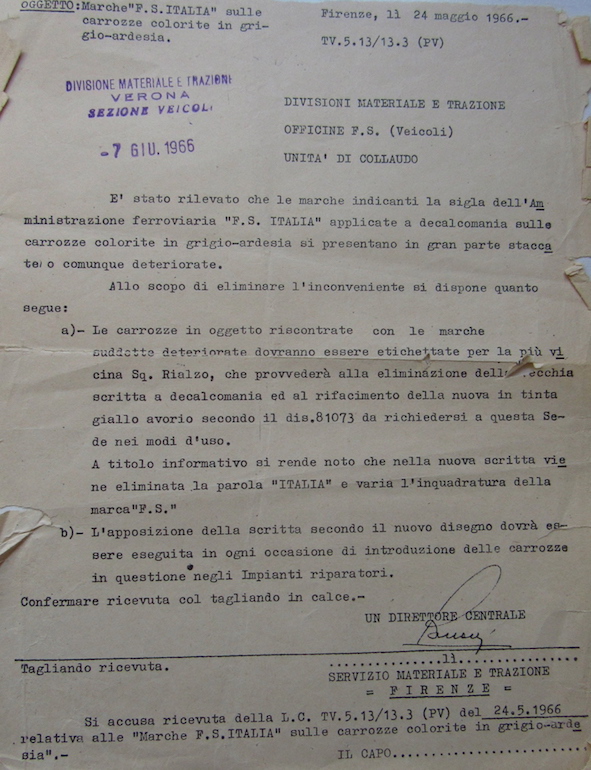 OGGETTO:Marche"F.S.ITALIA" sulle
carrozze colorite in gri-
gio-ardesia.
Firenze, lì 24 maggio 1966.-
TV.5.13/13.3 (PV)
DIVISIONE MATERIALE E TRAZIONE
VERONA
SEZIONE VEICOLI
-7 GIU. 1966
DIVISIONI MATERIALE E TRAZIONE
OFFICINE F.S. (Veicoli)
UNITA' DI COLLAUDO
E' stato rilevato che le marche indicanti la sigla dell'Am
ministrazione ferroviaria "F.S. ITALIA" applicate a decalcomania sulle
carrozze colorite in grigio-ardesia si presentano in gran parte stacca
te o comunque deteriorate.
Allo scopo di eliminare l'inconveniente si dispone quanto
segue:
a)- Le carrozze in oggetto riscontrate con le marche
suddette deteriorate dovranno essere etichettate per la più vi
cina Sq. Rialzo, che provvederà alla eliminazione della vecchia
scritta a decalcomania ed al rifacimento della nuova in tinta
giallo avorio secondo il dis.81073 da richiedersi a questa Se-
de nei modi d'uso.
A titolo informativo si rende noto che nella nuova scritta vie
ne eliminata la parola "ITALIA" e varia l'inquadratura della
marca"F.S."
b)- L'apposizione della scritta secondo il nuovo disegno dovrà es-
sere eseguita in ogni occasione di introduzione delle carrozze
in questione negli Impianti riparatori.
Confermare ricevuta col tagliando in calce.-
UN DIRETTORE CENTRALE
Tagliando ricevuta.
..............lì................
SERVIZIO MATERIALE E TRAZIONE
= FIRENZE =
Si accusa ricevuta della L.C. TV.5.13/13.3 (PV) del 24.5.1966
relativa alle "Marche F.S.ITALIA" sulle carrozze colorite in grigio-arde
sia".-
IL CAPO....................